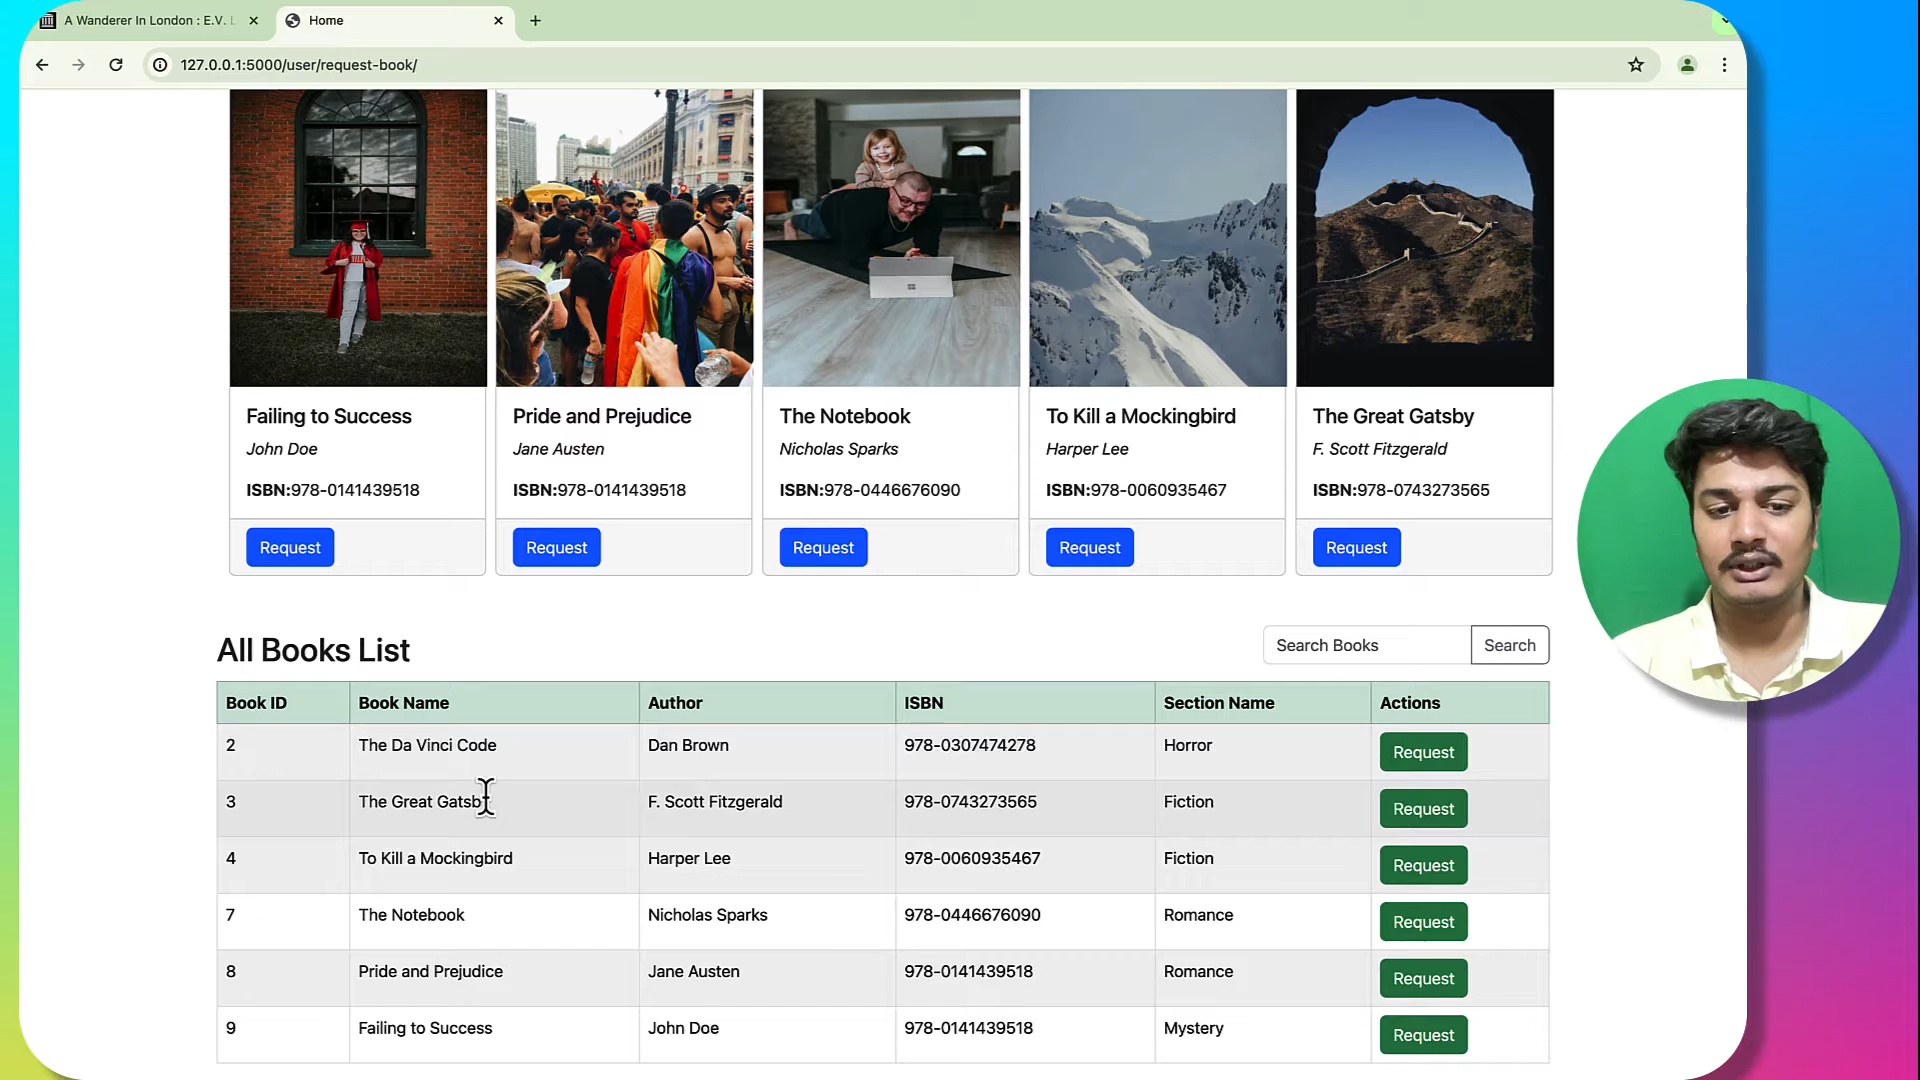 A Wanderer In London : E.V. L
Home
127.0.0.1:5000/user/request-book/
Failing to Success
John Doe
ISBN:978-0141439518
Request
Pride and Prejudice
Jane Austen
ISBN:978-0141439518
Request
The Notebook
Nicholas Sparks
ISBN:978-0446676090
Request
To Kill a Mockingbird
Harper Lee
ISBN:978-0060935467
Request
The Great Gatsby
F. Scott Fitzgerald
ISBN:978-0743273565
Request
All Books List
Search Books Search
Book ID Book Name Author ISBN Section Name Actions
2 The Da Vinci Code Dan Brown 978-0307474278 Horror Request
3 The Great Gatsby F. Scott Fitzgerald 978-0743273565 Fiction Request
4 To Kill a Mockingbird Harper Lee 978-0060935467 Fiction Request
7 The Notebook Nicholas Sparks 978-0446676090 Romance Request
8 Pride and Prejudice Jane Austen 978-0141439518 Romance Request
9 Failing to Success John Doe 978-0141439518 Mystery Request